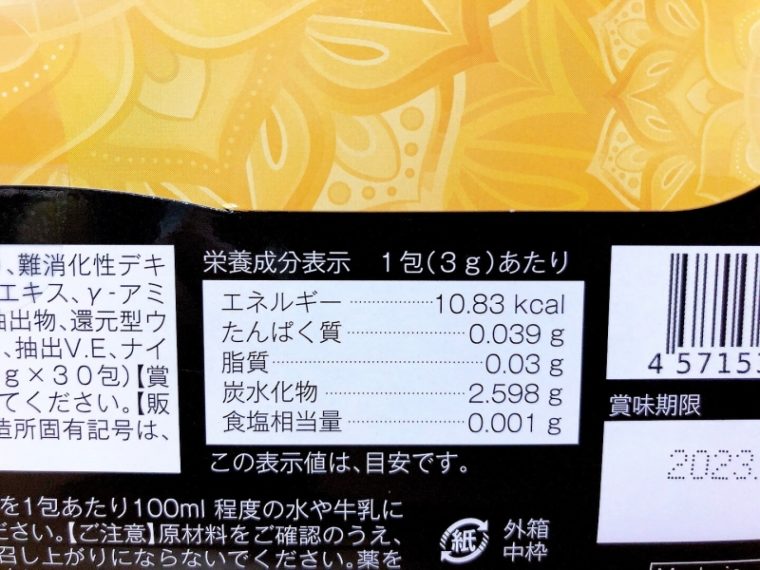 、難消化性デキ
エキス、γ-アミ
抽出物、還元型ウ
、抽出V.E、ナイ
g×30包)【賞
てください。【販
造所固有記号は、
栄養成分表示 1包(3g)あたり
エネルギー 10.83 kcal
たんぱく質 0.039 g
脂質 0.03 g
炭水化物 2.598 g
食塩相当量 0.001 g
この表示値は、目安です。
4 57153
賞味期限
2023.
を1包あたり100ml 程度の水や牛乳に
ださい。【ご注意】原材料をご確認のうえ、
召し上がりにならないでください。薬を
紙
外箱
中枠